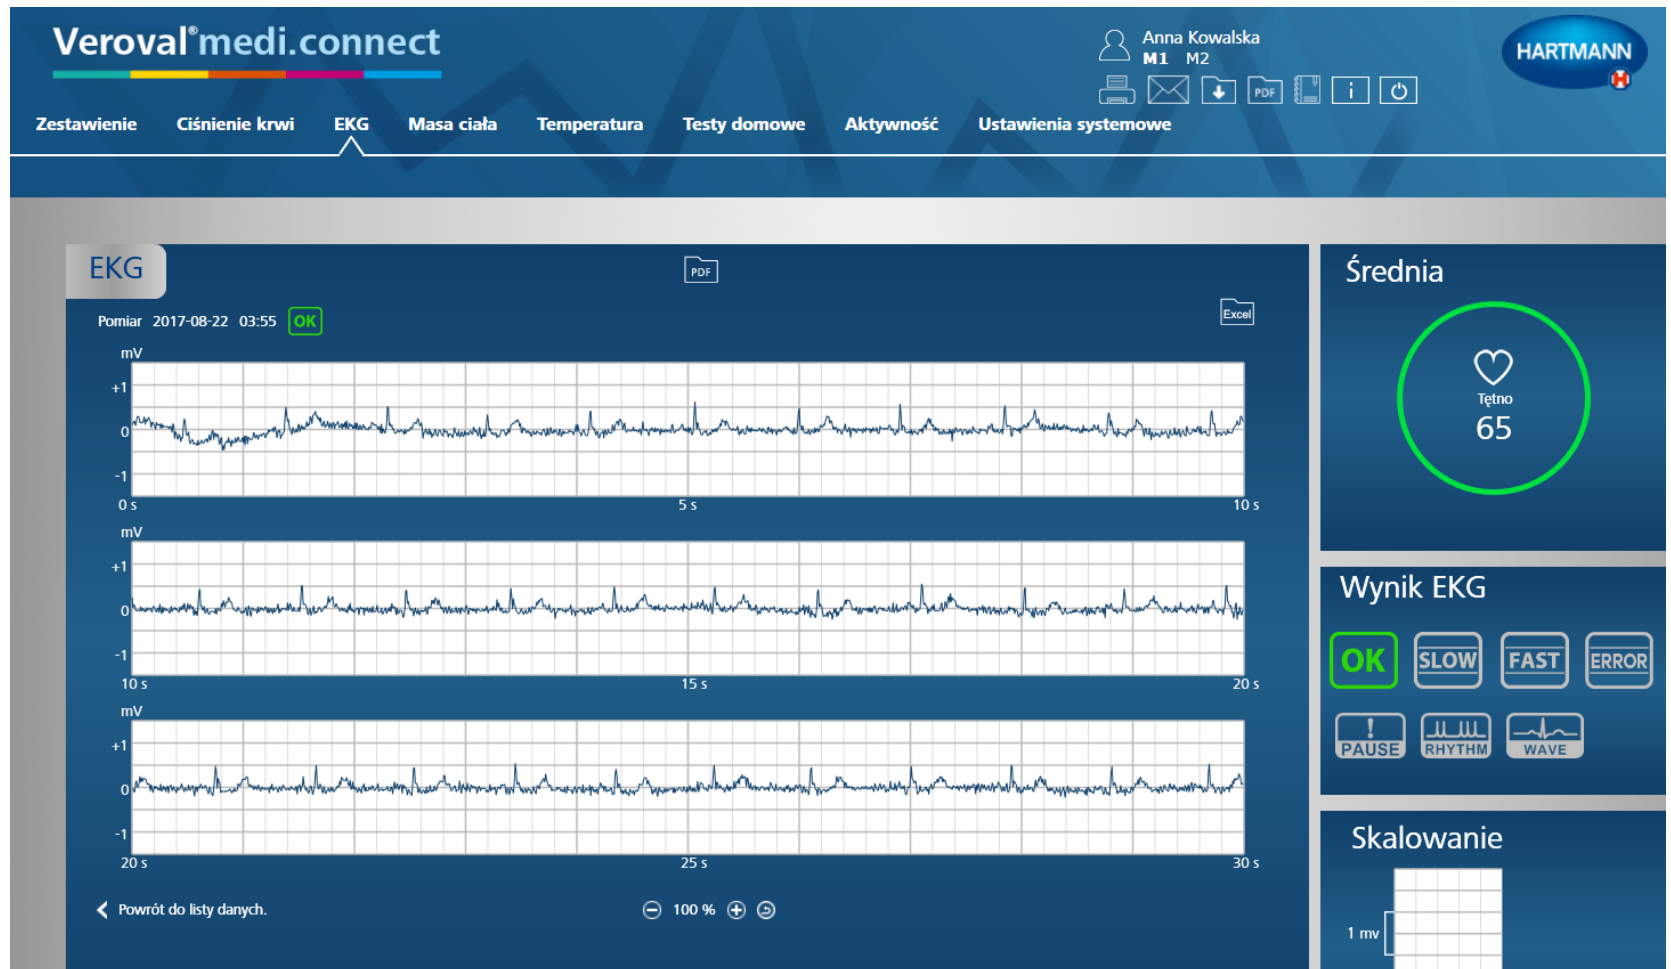 Veroval®medi.connect
Anna Kowalska
M1 M2
HARTMANN
PDF
i
Zestawienie Ciśnienie krwi EKG Masa ciała Temperatura Testy domowe Aktywność Ustawienia systemowe
EKG
PDF
Pomiar 2017-08-22 03:55 OK
Excel
mV
+1
0
-1
0 s 5 s 10 s
mV
+1
0
-1
10 s 15 s 20 s
mV
+1
0
-1
20 s 25 s 30 s
Powrót do listy danych.
100 %
Średnia
Tętno
65
Wynik EKG
OK SLOW FAST ERROR
! PAUSE RHYTHM WAVE
Skalowanie
1 mv